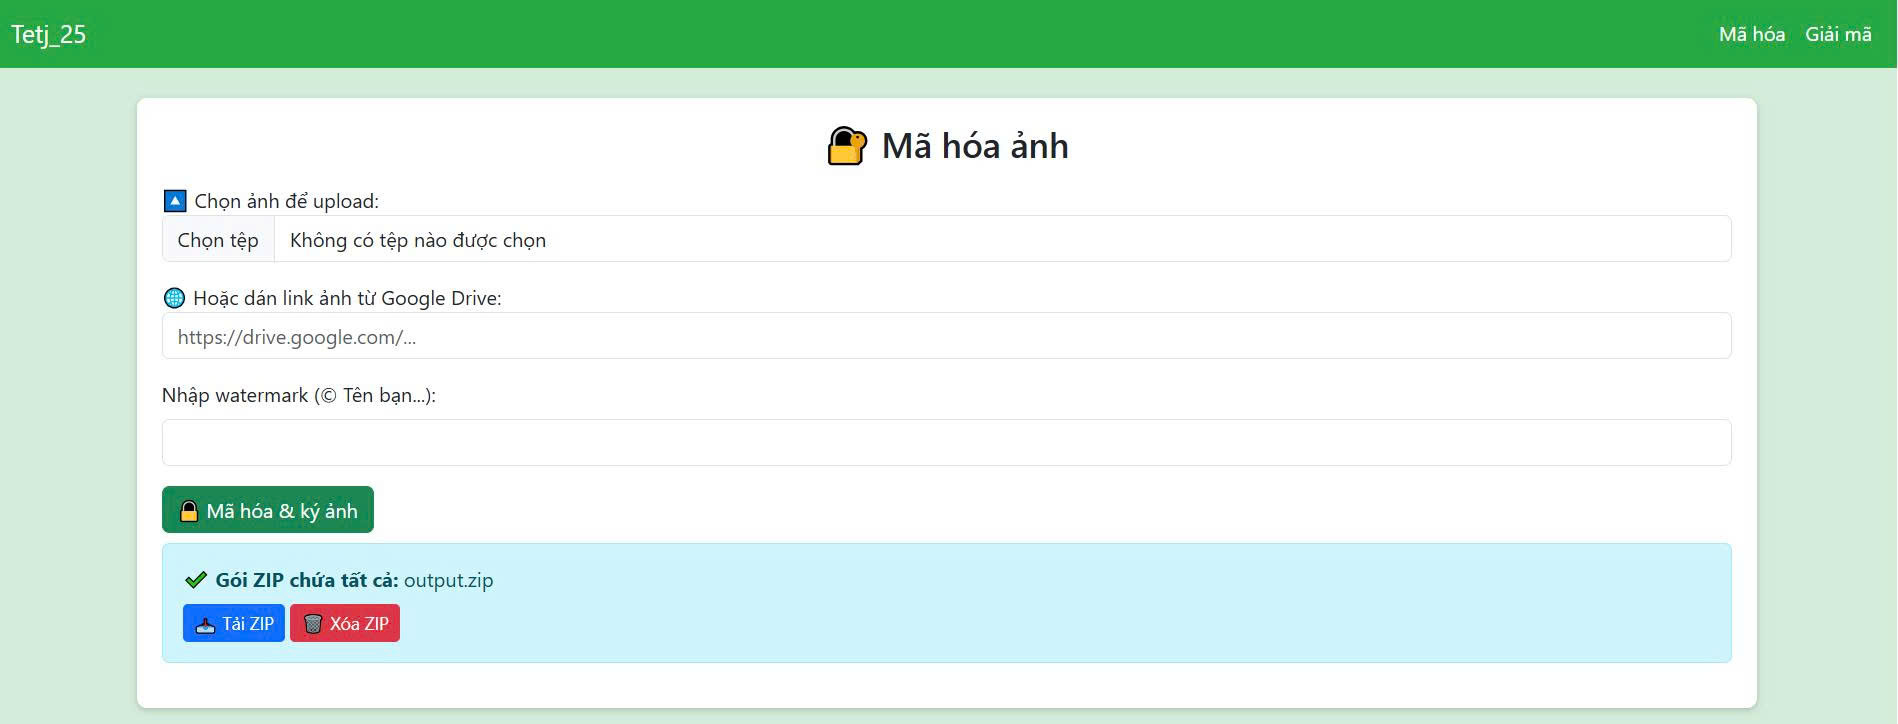 Tetj_25
Mã hóa Giải mã
Mã hóa ảnh
Chọn ảnh để upload:
Chọn tệp Không có tệp nào được chọn
Hoặc dán link ảnh từ Google Drive:
https://drive.google.com/...
Nhập watermark (© Tên bạn...):
Mã hóa & ký ảnh
Gói ZIP chứa tất cả: output.zip
Tải ZIP Xóa ZIP